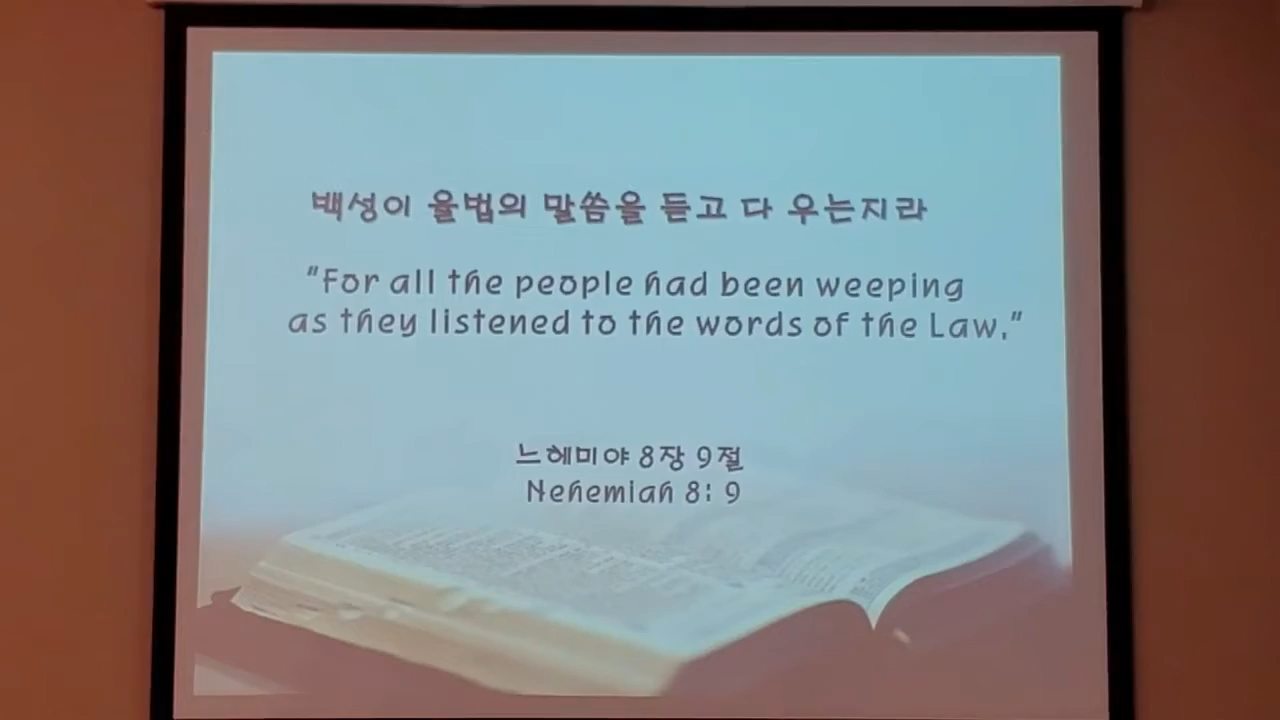 백성이 율법의 말씀을 듣고 다 우는지라
"For all the people had been weeping
as they listened to the words of the Law."
느헤미야 8장 9절
Nehemiah 8: 9